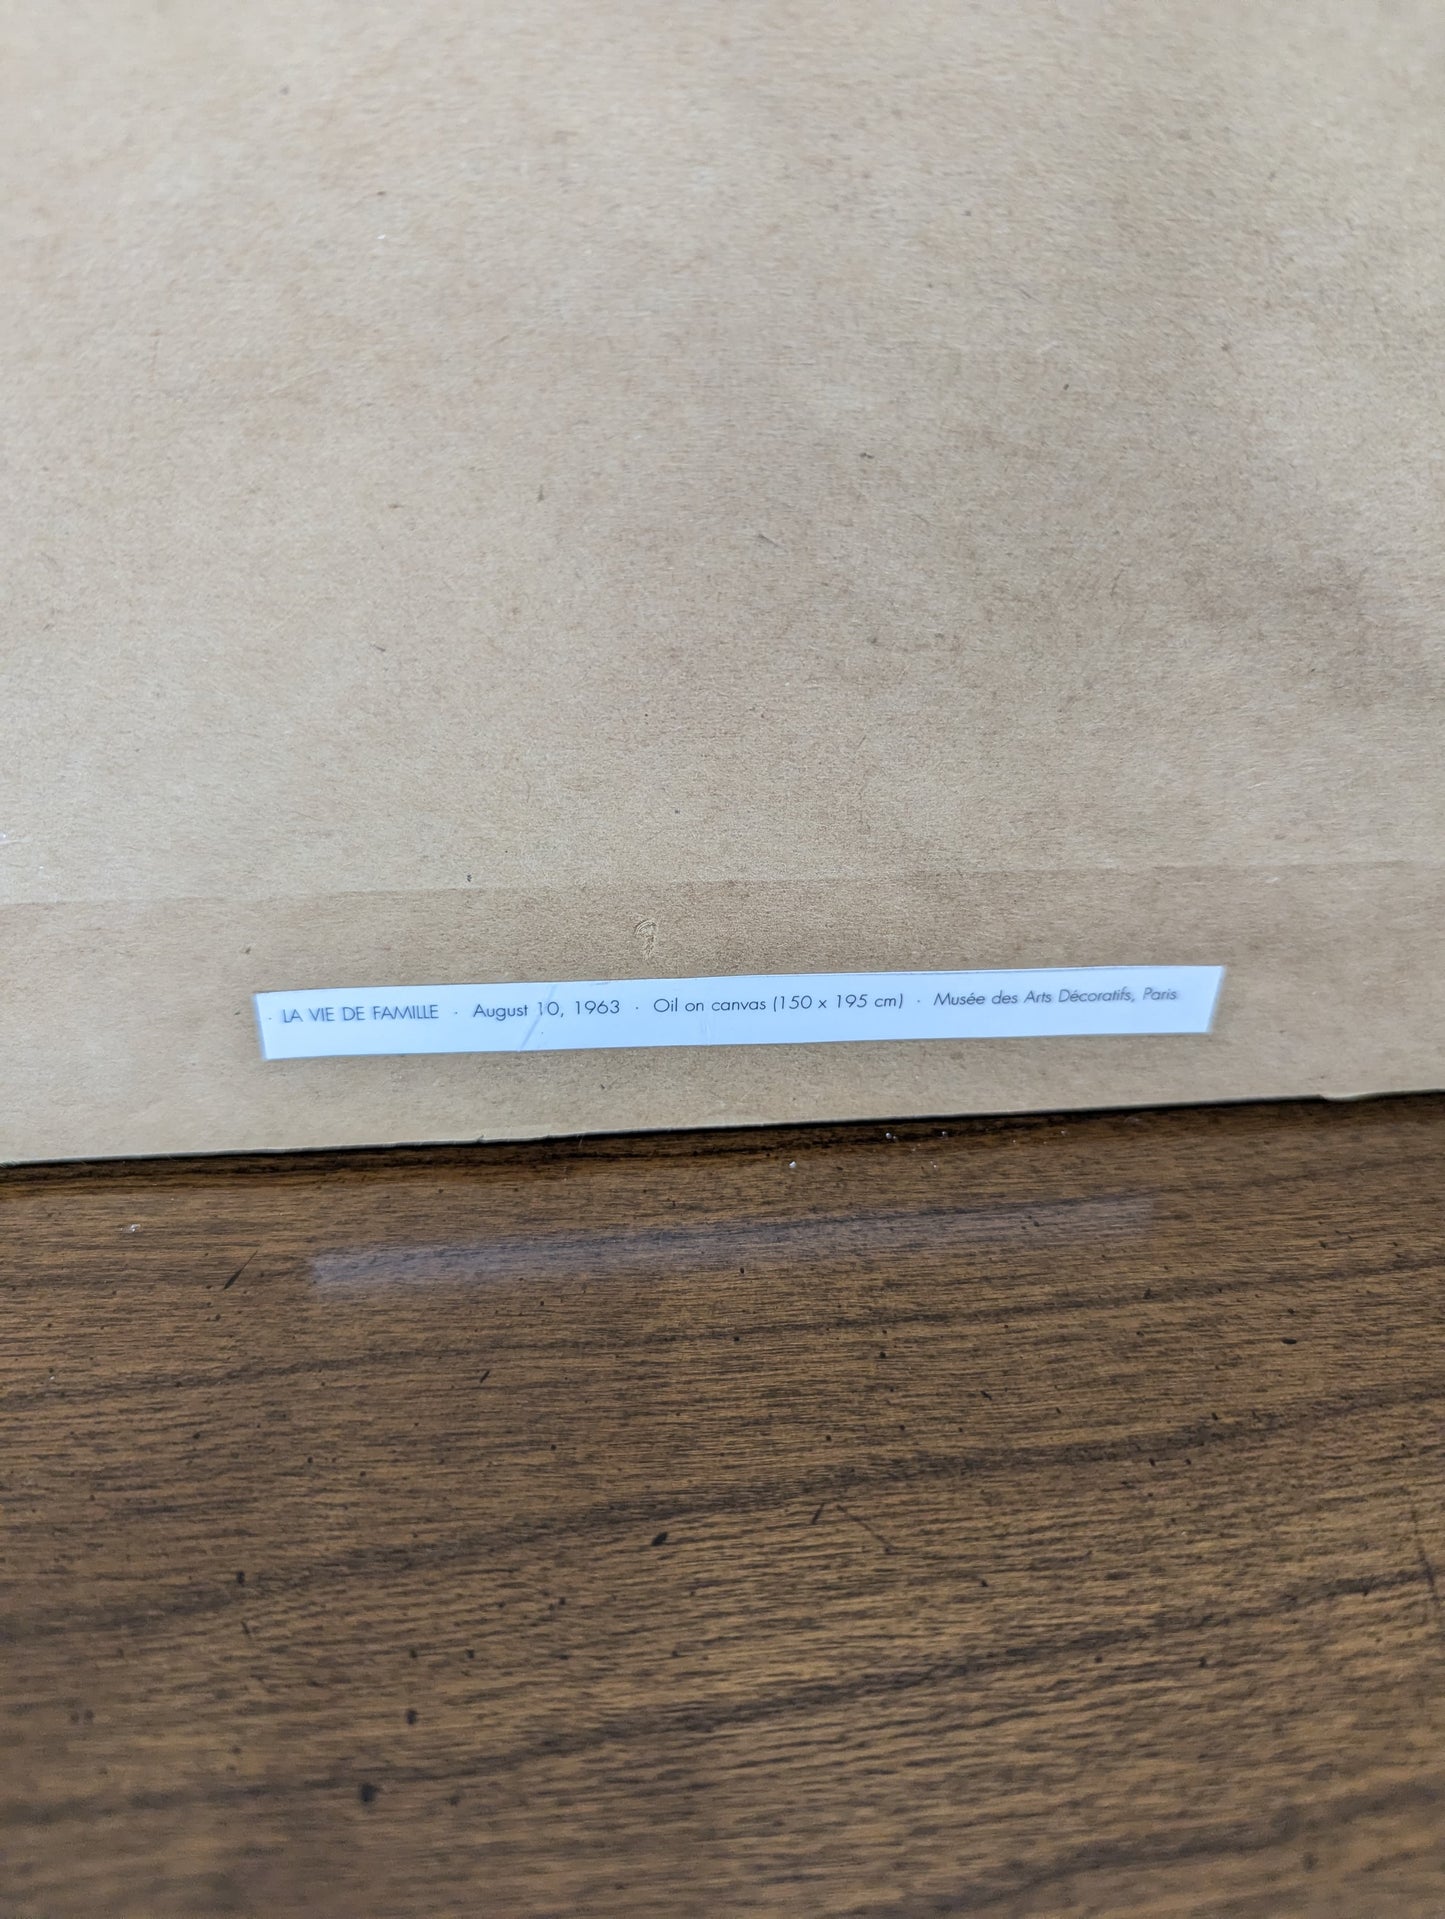 · LA VIE DE FAMILLE · August 10, 1963 · Oil on canvas (150 x 195 cm) · Musée des Arts Décoratifs, Paris